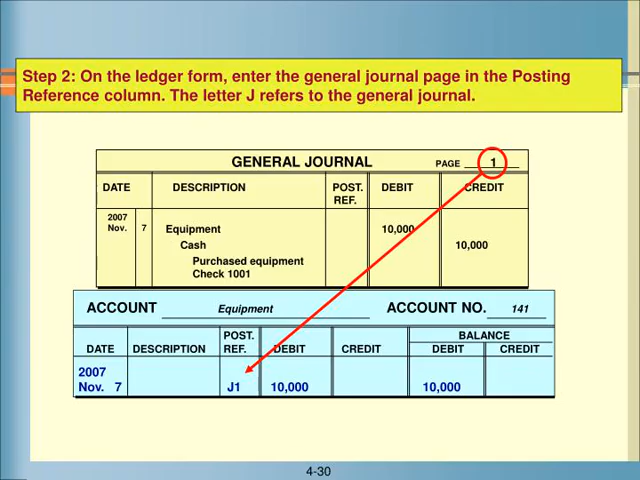 Step 2: On the ledger form, enter the general journal page in the Posting
Reference column. The letter J refers to the general journal.
GENERAL JOURNAL PAGE 1
DATE DESCRIPTION POST. DEBIT CREDIT
REF.
2007
Nov. 7 Equipment 10,000
Cash 10,000
Purchased equipment
Check 1001
ACCOUNT Equipment ACCOUNT NO. 141
POST. BALANCE
DATE DESCRIPTION REF. DEBIT CREDIT DEBIT CREDIT
2007
Nov. 7 J1 10,000 10,000
4-30